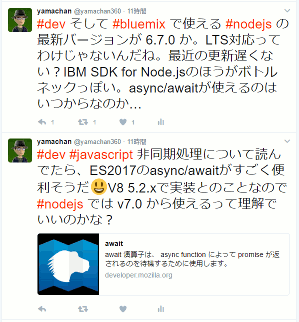 yamachan @yamachan360 · 11時間
#dev そして #bluemix で使える #nodejs の
最新バージョンが 6.7.0 か。LTS対応って
わけじゃないんだね。最近の更新遅くな
い？IBM SDK for Node.jsのほうがボトル
ネックっぽい。async/awaitが使えるのは
いつからなのか…
1
1
yamachan @yamachan360 · 11時間
#dev #javascript 非同期処理について読ん
でたら、ES2017のasync/awaitがすごく便
利そうだ😃V8 5.2.xで実装とのことなので
#nodejs では v7.0 から使えるって理解で
いいのかな？
await
await 演算子は、async function によって promise が返
されるのを待機するために使用します。
developer.mozilla.org